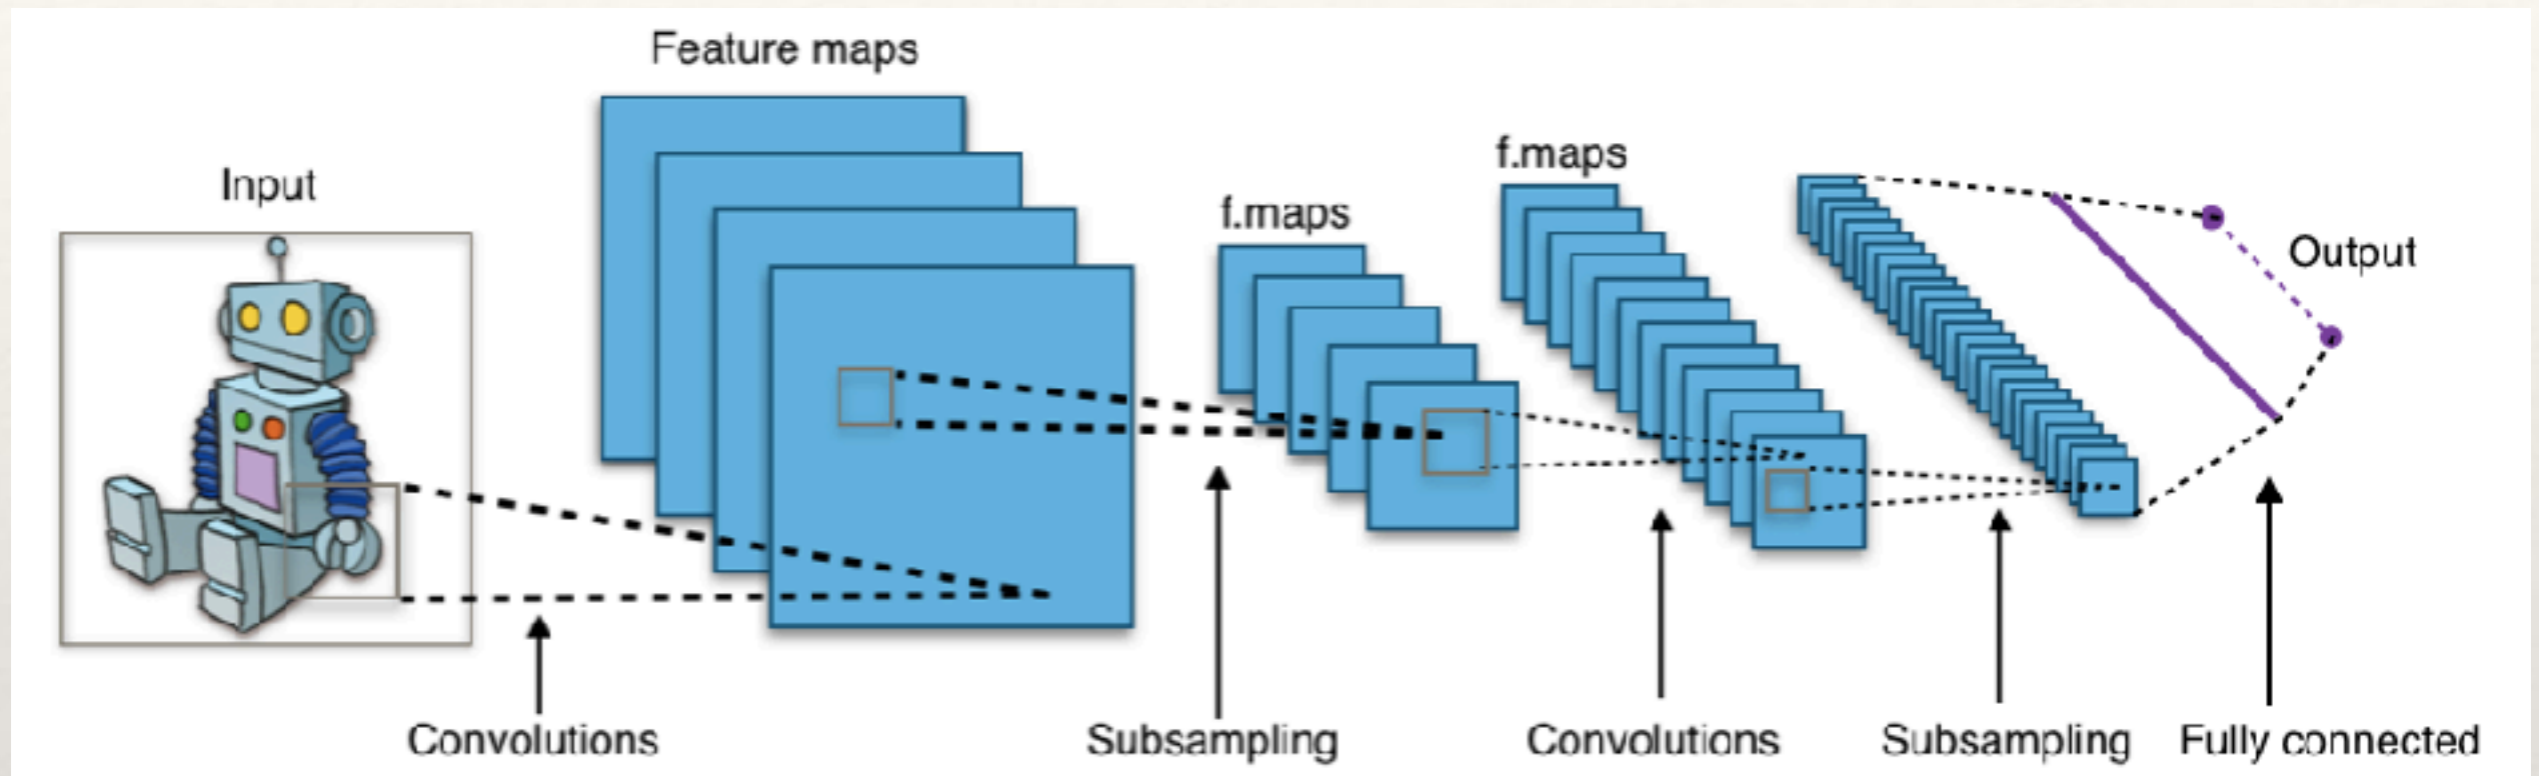 Feature maps
f.maps
Input
f.maps
Output
Convolutions
Subsampling
Convolutions
Subsampling
Fully connected